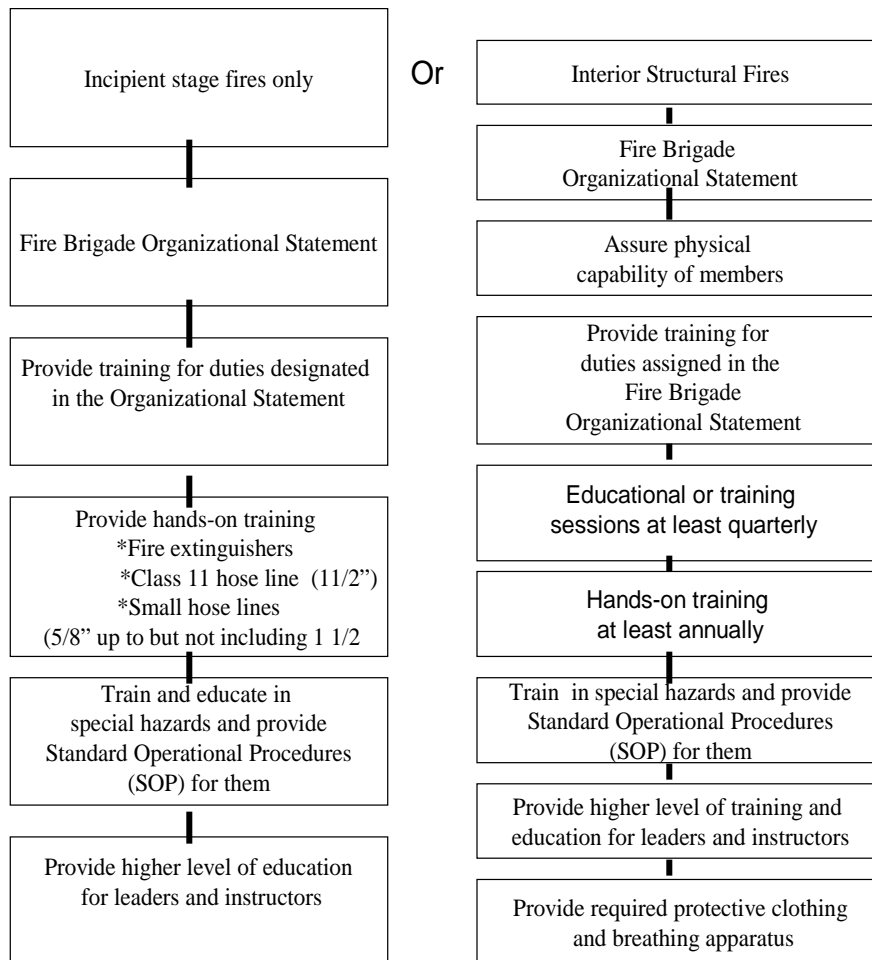 Incipient stage fires only
Fire Brigade Organizational Statement
Provide training for duties designated
in the Organizational Statement
Provide hands-on training
*Fire extinguishers
*Class 11 hose line (11/2”)
*Small hose lines
(5/8” up to but not including 1 1/2
Train and educate in
special hazards and provide
Standard Operational Procedures
(SOP) for them
Provide higher level of education
for leaders and instructors
Or
Interior Structural Fires
Fire Brigade
Organizational Statement
Assure physical
capability of members
Provide training for
duties assigned in the
Fire Brigade
Organizational Statement
Educational or training
sessions at least quarterly
Hands-on training
at least annually
Train in special hazards and provide
Standard Operational Procedures
(SOP) for them
Provide higher level of training and
education for leaders and instructors
Provide required protective clothing
and breathing apparatus